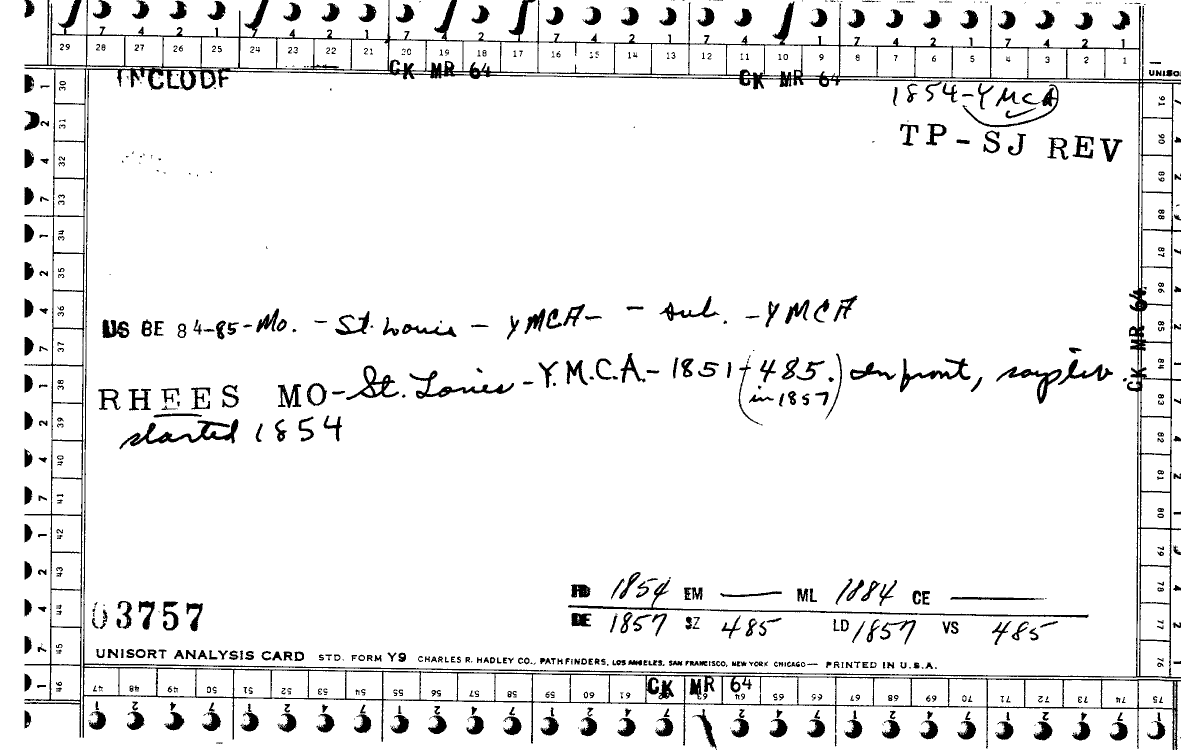 7 4 2 1 7 4 2 1 7 4 2 1 7 4 2 1 7 4 2 1 7 4 2 1
29 28 27 26 25 24 23 22 21 20 19 18 17 16 15 14 13 12 11 10 9 8 7 6 5 4 3 2 1
CK MR 64 CK MR 64
INCLUDE
1854-YMCA
TP-SJ REV
US BE 84-85-Mo. - St. Louis - YMCA- - sub. - YMCA
RHEES MO-St. Louis-Y.M.C.A.-1851-(485.) In front, says lib.
(in 1857)
started 1854
CK MR 64
03757
FD 1854 EM — ML 1884 CE —
DE 1857 SZ 485 LD 1857 VS 485
UNISORT ANALYSIS CARD STD. FORM Y9 CHARLES R. HADLEY CO., PATHFINDERS, LOS ANGELES, SAN FRANCISCO, NEW YORK CHICAGO— PRINTED IN U.S.A.
CK MR 64
30 31 32 33 34 35 36 37 38 39 40 41 42 43 44 45 46
47 48 49 50 51 52 53 54 55 56 57 58 59 60 61 62 63 64 65 66 67 68 69 70 71 72 73 74 75
91 90 89 88 87 86 85 84 83 82 81 80 79 78 77 76